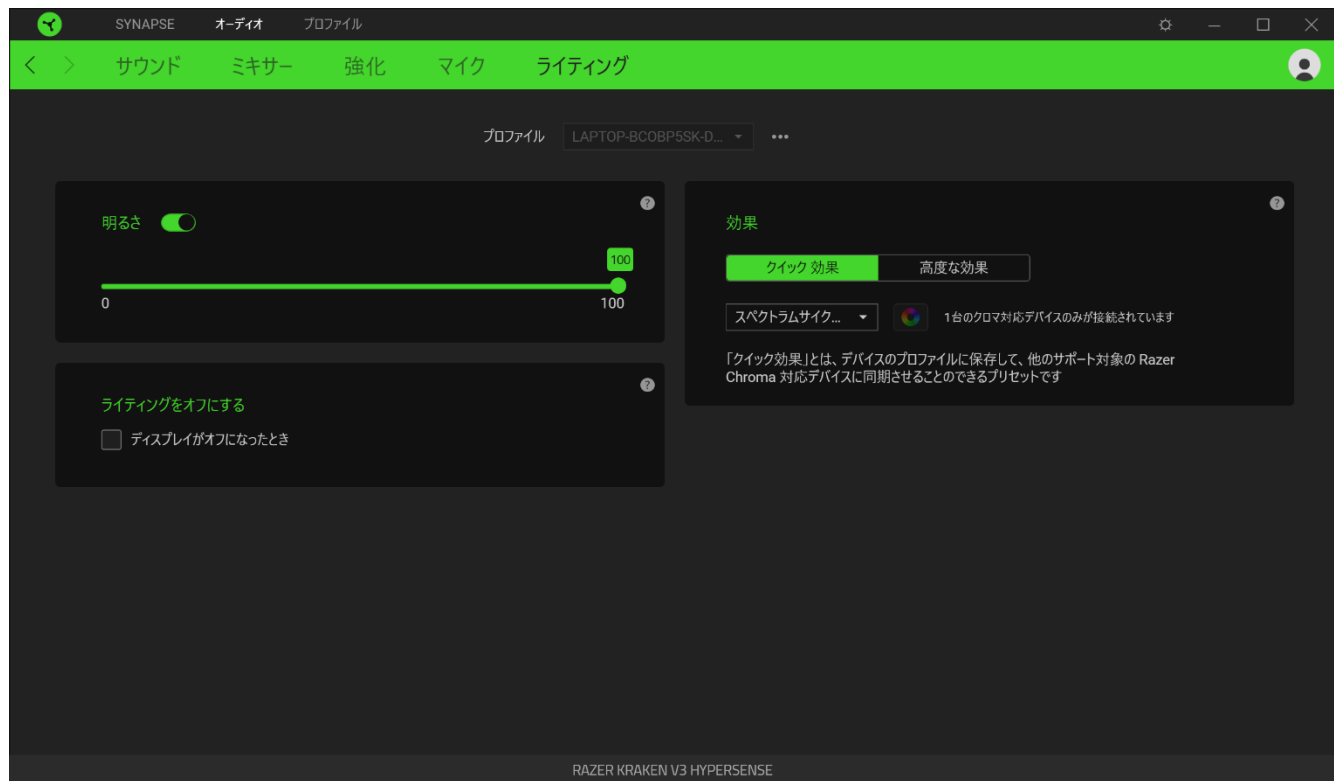 SYNAPSE オーディオ プロファイル
サウンド ミキサー 強化 マイク ライティング
プロファイル LAPTOP-BCOBP5SK-D...
明るさ
100
0 100
ライティングをオフにする
ディスプレイがオフになったとき
効果
クイック 効果 高度な効果
スペクトラムサイク... 1台のクロマ対応デバイスのみが接続されています
「クイック効果」とは、デバイスのプロファイルに保存して、他のサポート対象の Razer
Chroma 対応デバイスに同期させることのできるプリセットです
RAZER KRAKEN V3 HYPERSENSE